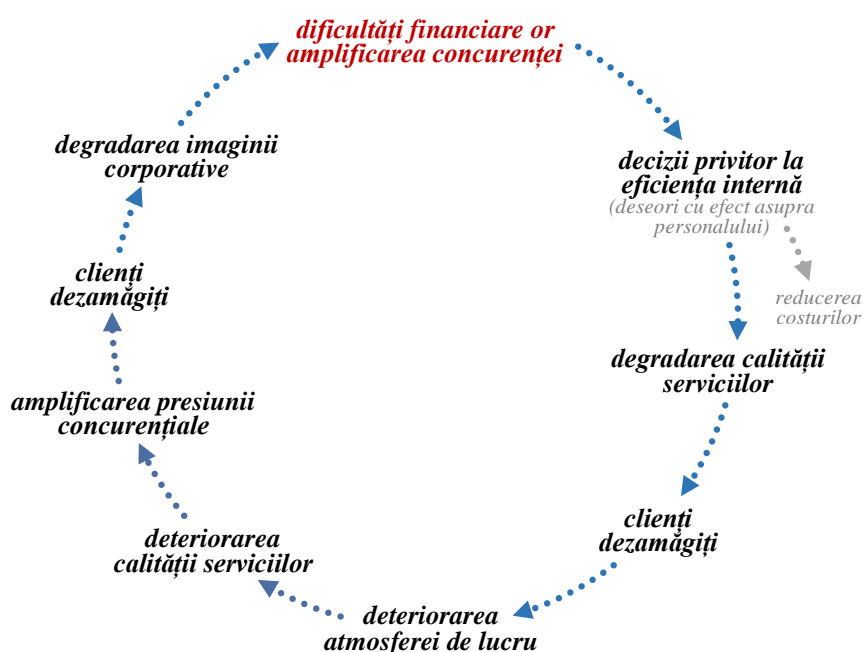 dificultăți financiare or
amplificarea concurenței
decizii privitor la
eficiența internă
(deseori cu efect asupra
personalului)
reducerea
costurilor
degradarea calității
serviciilor
clienți
dezamăgiți
deteriorarea
atmosferei de lucru
deteriorarea
calității serviciilor
amplificarea presiunii
concurențiale
clienți
dezamăgiți
degradarea imaginii
corporative